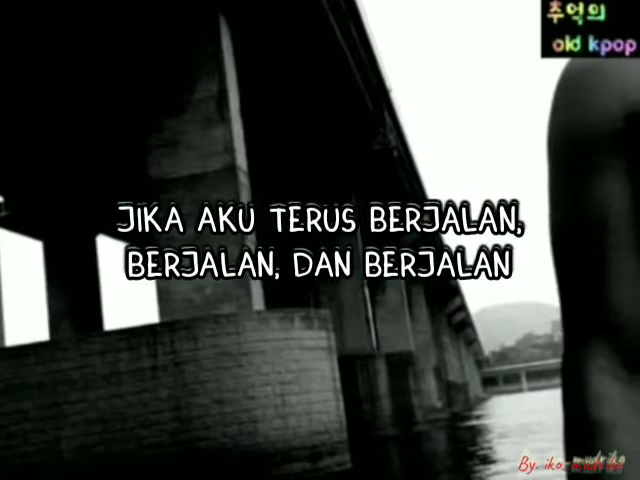 추억의
old kpop
JIKA AKU TERUS BERJALAN,
BERJALAN, DAN BERJALAN
By. iko